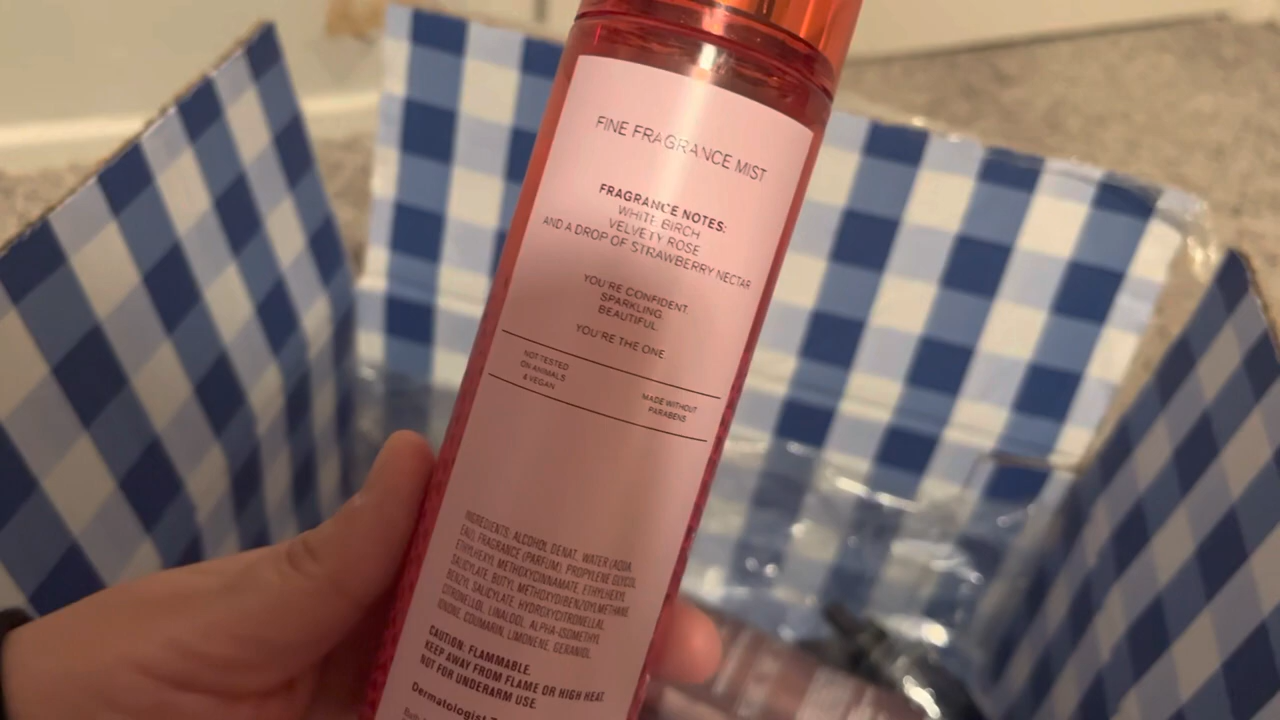 FINE FRAGRANCE MIST
FRAGRANCE NOTES:
WHITE BIRCH
VELVETY ROSE
AND A DROP OF STRAWBERRY NECTAR
YOU'RE CONFIDENT.
SPARKLING.
BEAUTIFUL.
YOU'RE THE ONE.
NOT TESTED
ON ANIMALS
& VEGAN
MADE WITHOUT
PARABENS
INGREDIENTS: ALCOHOL DENAT., WATER (AQUA,
EAU), FRAGRANCE (PARFUM), PROPYLENE GLYCOL,
ETHYLHEXYL METHOXYCINNAMATE, ETHYLHEXYL
SALICYLATE, BUTYL METHOXYDIBENZOYLMETHANE,
BENZYL SALICYLATE, HYDROXYCITRONELLAL,
CITRONELLOL, LINALOOL, ALPHA-ISOMETHYL
IONONE, COUMARIN, LIMONENE, GERANIOL.
CAUTION: FLAMMABLE.
KEEP AWAY FROM FLAME OR HIGH HEAT.
NOT FOR UNDERARM USE.
Dermatologist